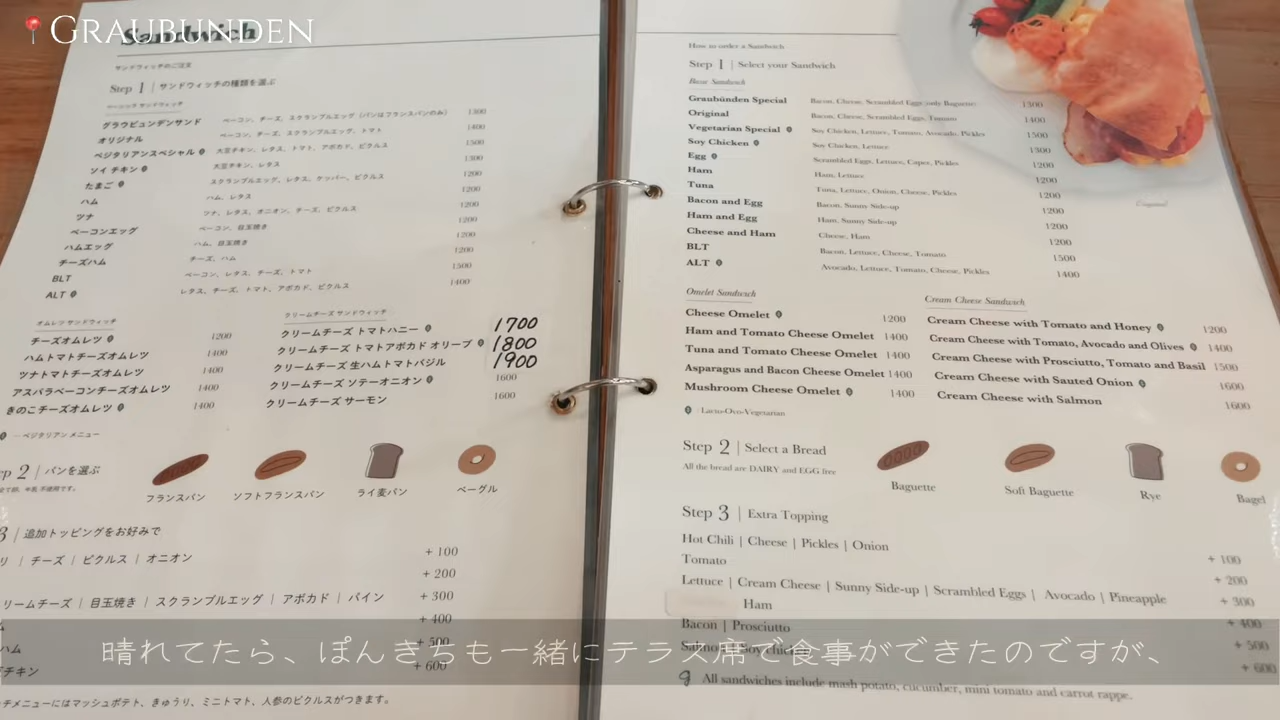 GRAUBUNDEN
Sandwich
サンドウィッチのご注文
Step 1 | サンドウィッチの種類を選ぶ
ベーシック サンドウィッチ
グラウビュンデンサンド ベーコン、チーズ、スクランブルエッグ (パンはフランスパンのみ) 1300
オリジナル ベーコン、チーズ、スクランブルエッグ、トマト 1400
ベジタリアンスペシャル 大豆チキン、レタス、トマト、アボカド、ピクルス 1500
ソイ チキン 大豆チキン、レタス 1300
たまご スクランブルエッグ、レタス、ケッパー、ピクルス 1200
ハム ハム、レタス 1200
ツナ ツナ、レタス、オニオン、チーズ、ピクルス 1200
ベーコンエッグ ベーコン、目玉焼き 1200
ハムエッグ ハム、目玉焼き 1200
チーズハム チーズ、ハム 1200
BLT ベーコン、レタス、チーズ、トマト 1500
ALT レタス、チーズ、トマト、アボカド、ピクルス 1400
オムレツ サンドウィッチ
チーズオムレツ 1200
ハムトマトチーズオムレツ 1400
ツナトマトチーズオムレツ 1400
アスパラベーコンチーズオムレツ 1400
きのこチーズオムレツ 1400
クリームチーズ サンドウィッチ
クリームチーズ トマトハニー 1700
クリームチーズ トマトアボカド オリーブ 1800
クリームチーズ 生ハムトマトバジル 1900
クリームチーズ ソテーオニオン 1600
クリームチーズ サーモン 1600
ベジタリアン メニュー
ep 2 | パンを選ぶ
フランスパン ソフトフランスパン ライ麦パン ベーグル
3 | 追加トッピングをお好みで
リ | チーズ | ピクルス | オニオン + 100
+ 200
リームチーズ | 目玉焼き | スクランブルエッグ | アボカド | パイン + 300
+ 400
ハム + 500
チキン + 600
チメニューにはマッシュポテト、きゅうり、ミニトマト、人参のピクルスがつきます。
How to order a Sandwich
Step 1 | Select your Sandwich
Basic Sandwich
Graubünden Special Bacon, Cheese, Scrambled Eggs (only Baguette) 1300
Original Bacon, Cheese, Scrambled Eggs, Tomato 1400
Vegetarian Special Soy Chicken, Lettuce, Tomato, Avocado, Pickles 1500
Soy Chicken Soy Chicken, Lettuce 1300
Egg Scrambled Eggs, Lettuce, Caper, Pickles 1200
Ham Ham, Lettuce 1200
Tuna Tuna, Lettuce, Onion, Cheese, Pickles 1200
Bacon and Egg Bacon, Sunny Side-up 1200
Ham and Egg Ham, Sunny Side-up 1200
Cheese and Ham Cheese, Ham 1200
BLT Bacon, Lettuce, Cheese, Tomato 1500
ALT Avocado, Lettuce, Tomato, Cheese, Pickles 1400
Omelet Sandwich
Cheese Omelet 1200
Ham and Tomato Cheese Omelet 1400
Tuna and Tomato Cheese Omelet 1400
Asparagus and Bacon Cheese Omelet 1400
Mushroom Cheese Omelet 1400
Cream Cheese Sandwich
Cream Cheese with Tomato and Honey 1200
Cream Cheese with Tomato, Avocado and Olives 1400
Cream Cheese with Prosciutto, Tomato and Basil 1500
Cream Cheese with Sauted Onion 1600
Cream Cheese with Salmon 1600
: Lacto-Ovo-Vegetarian
Step 2 | Select a Bread
All the bread are DAIRY and EGG free
Baguette Soft Baguette Rye Bagel
Step 3 | Extra Topping
Hot Chili | Cheese | Pickles | Onion + 100
Tomato + 200
Lettuce | Cream Cheese | Sunny Side-up | Scrambled Eggs | Avocado | Pineapple + 300
Ham + 400
Bacon | Prosciutto + 500
Salmon | Soy Chicken + 600
All sandwiches include mash potato, cucumber, mini tomato and carrot rappe.
晴れてたら、ぽんきちも一緒にテラス席で食事ができたのですが、